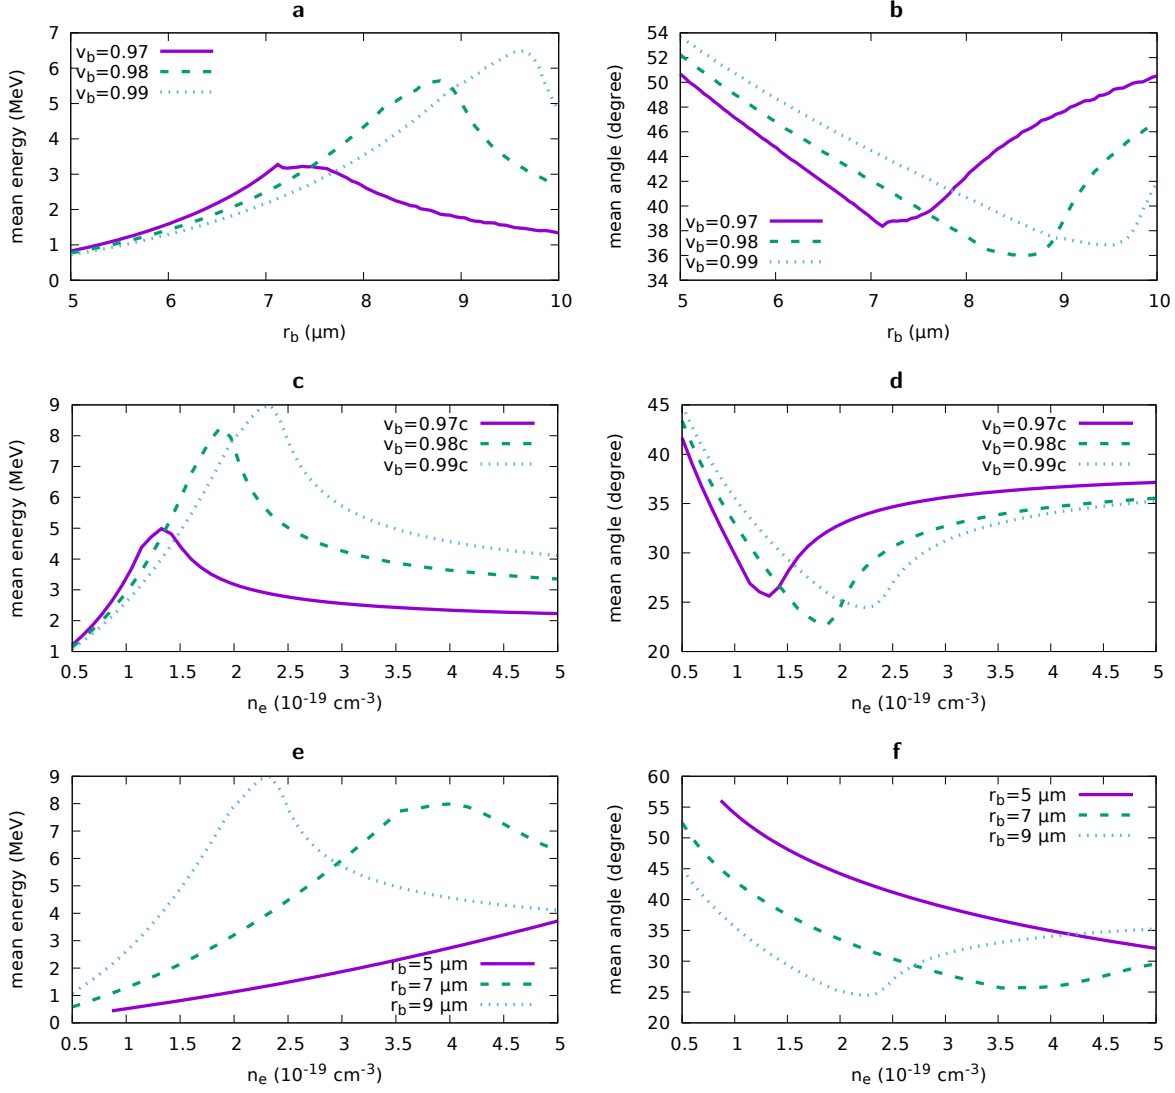 a
mean energy (MeV)
7
6
5
4
3
2
1
0
v_b=0.97
v_b=0.98
v_b=0.99
5 6 7 8 9 10
r_b (μm)
b
mean angle (degree)
54
52
50
48
46
44
42
40
38
36
34
v_b=0.97
v_b=0.98
v_b=0.99
5 6 7 8 9 10
r_b (μm)
c
mean energy (MeV)
9
8
7
6
5
4
3
2
1
v_b=0.97c
v_b=0.98c
v_b=0.99c
0.5 1 1.5 2 2.5 3 3.5 4 4.5 5
n_e (10^-19 cm^-3)
d
mean angle (degree)
45
40
35
30
25
20
v_b=0.97c
v_b=0.98c
v_b=0.99c
0.5 1 1.5 2 2.5 3 3.5 4 4.5 5
n_e (10^-19 cm^-3)
e
mean energy (MeV)
9
8
7
6
5
4
3
2
1
0
r_b=5 μm
r_b=7 μm
r_b=9 μm
0.5 1 1.5 2 2.5 3 3.5 4 4.5 5
n_e (10^-19 cm^-3)
f
mean angle (degree)
60
55
50
45
40
35
30
25
20
r_b=5 μm
r_b=7 μm
r_b=9 μm
0.5 1 1.5 2 2.5 3 3.5 4 4.5 5
n_e (10^-19 cm^-3)